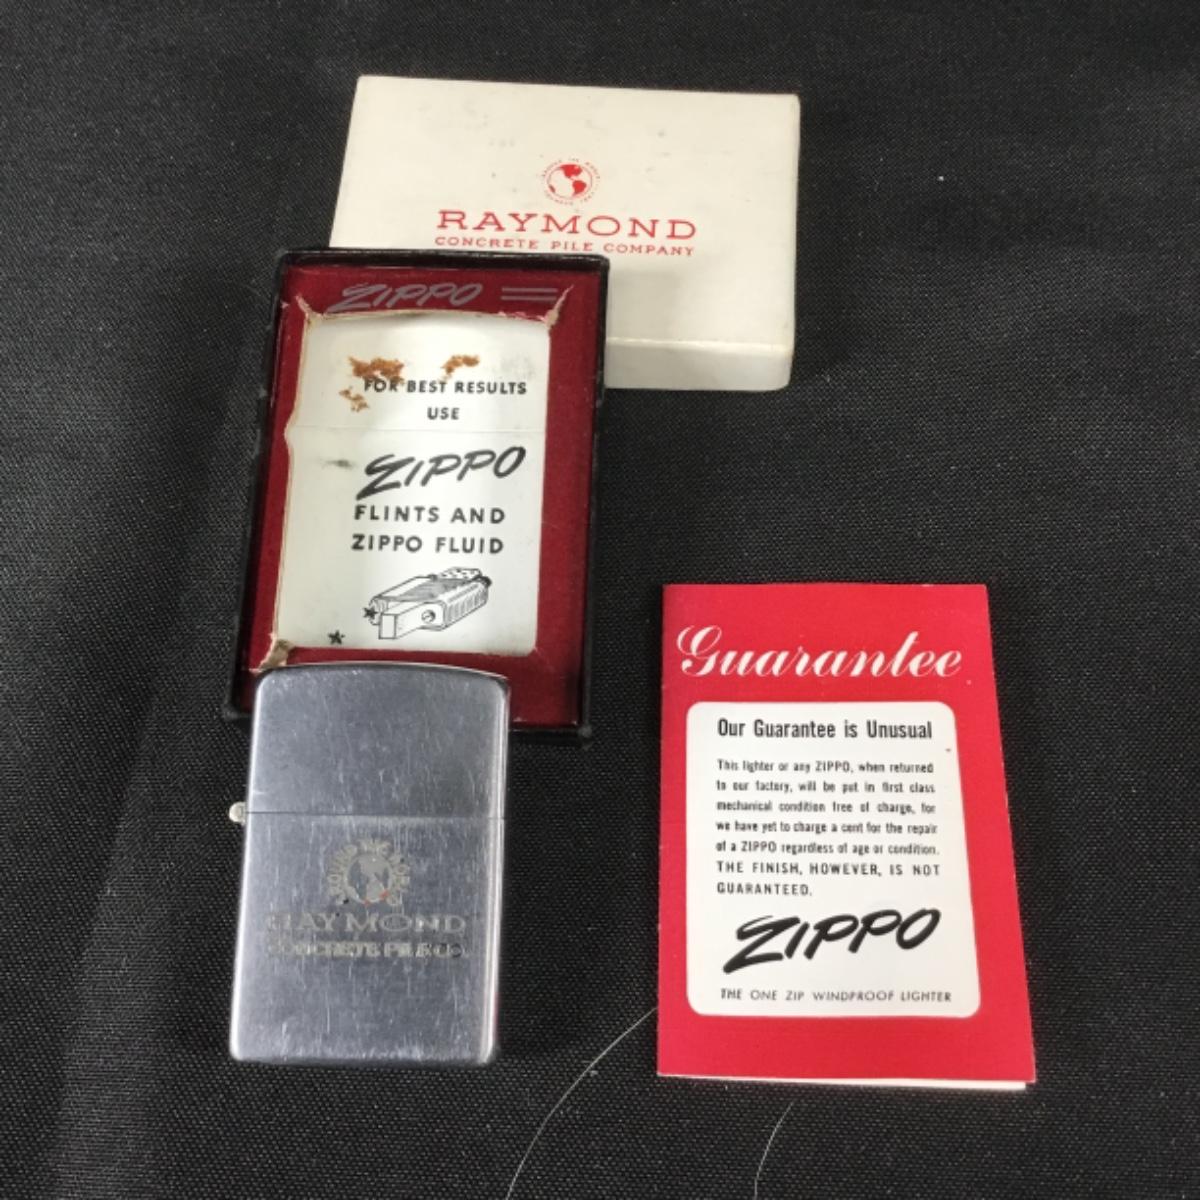 RAYMOND
CONCRETE PILE COMPANY
ZIPPO
FOR BEST RESULTS
USE
ZIPPO
FLINTS AND
ZIPPO FLUID
RAYMOND
CONCRETE PILE CO.
Guarantee
Our Guarantee is Unusual
This lighter or any ZIPPO, when returned
to our factory, will be put in first class
mechanical condition free of charge, for
we have yet to charge a cent for the repair
of a ZIPPO regardless of age or condition.
THE FINISH, HOWEVER, IS NOT
GUARANTEED.
ZIPPO
THE ONE ZIP WINDPROOF LIGHTER